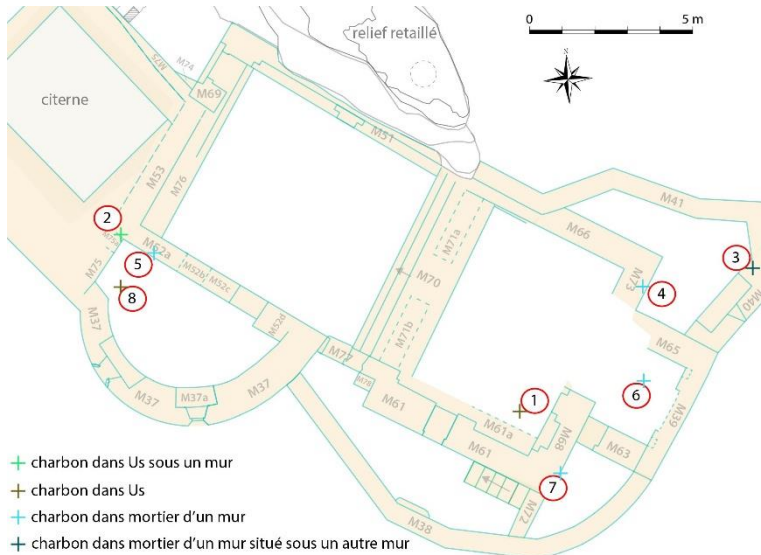 relief retaillé
0 5 m
N
M75
M74
citerne
M69
M51
M53
M76
M41
M66
M71a
2
M75a
M62a
5
M52b
M52c
M75
8
M70
M73
3
4
M40
M37
M52d
M71b
M65
M77
M37
M78
M37a
M37
M61
1
6
M39
M61a
M68
M61
M63
7
M72
M38
charbon dans Us sous un mur
charbon dans Us
charbon dans mortier d'un mur
charbon dans mortier d'un mur situé sous un autre mur